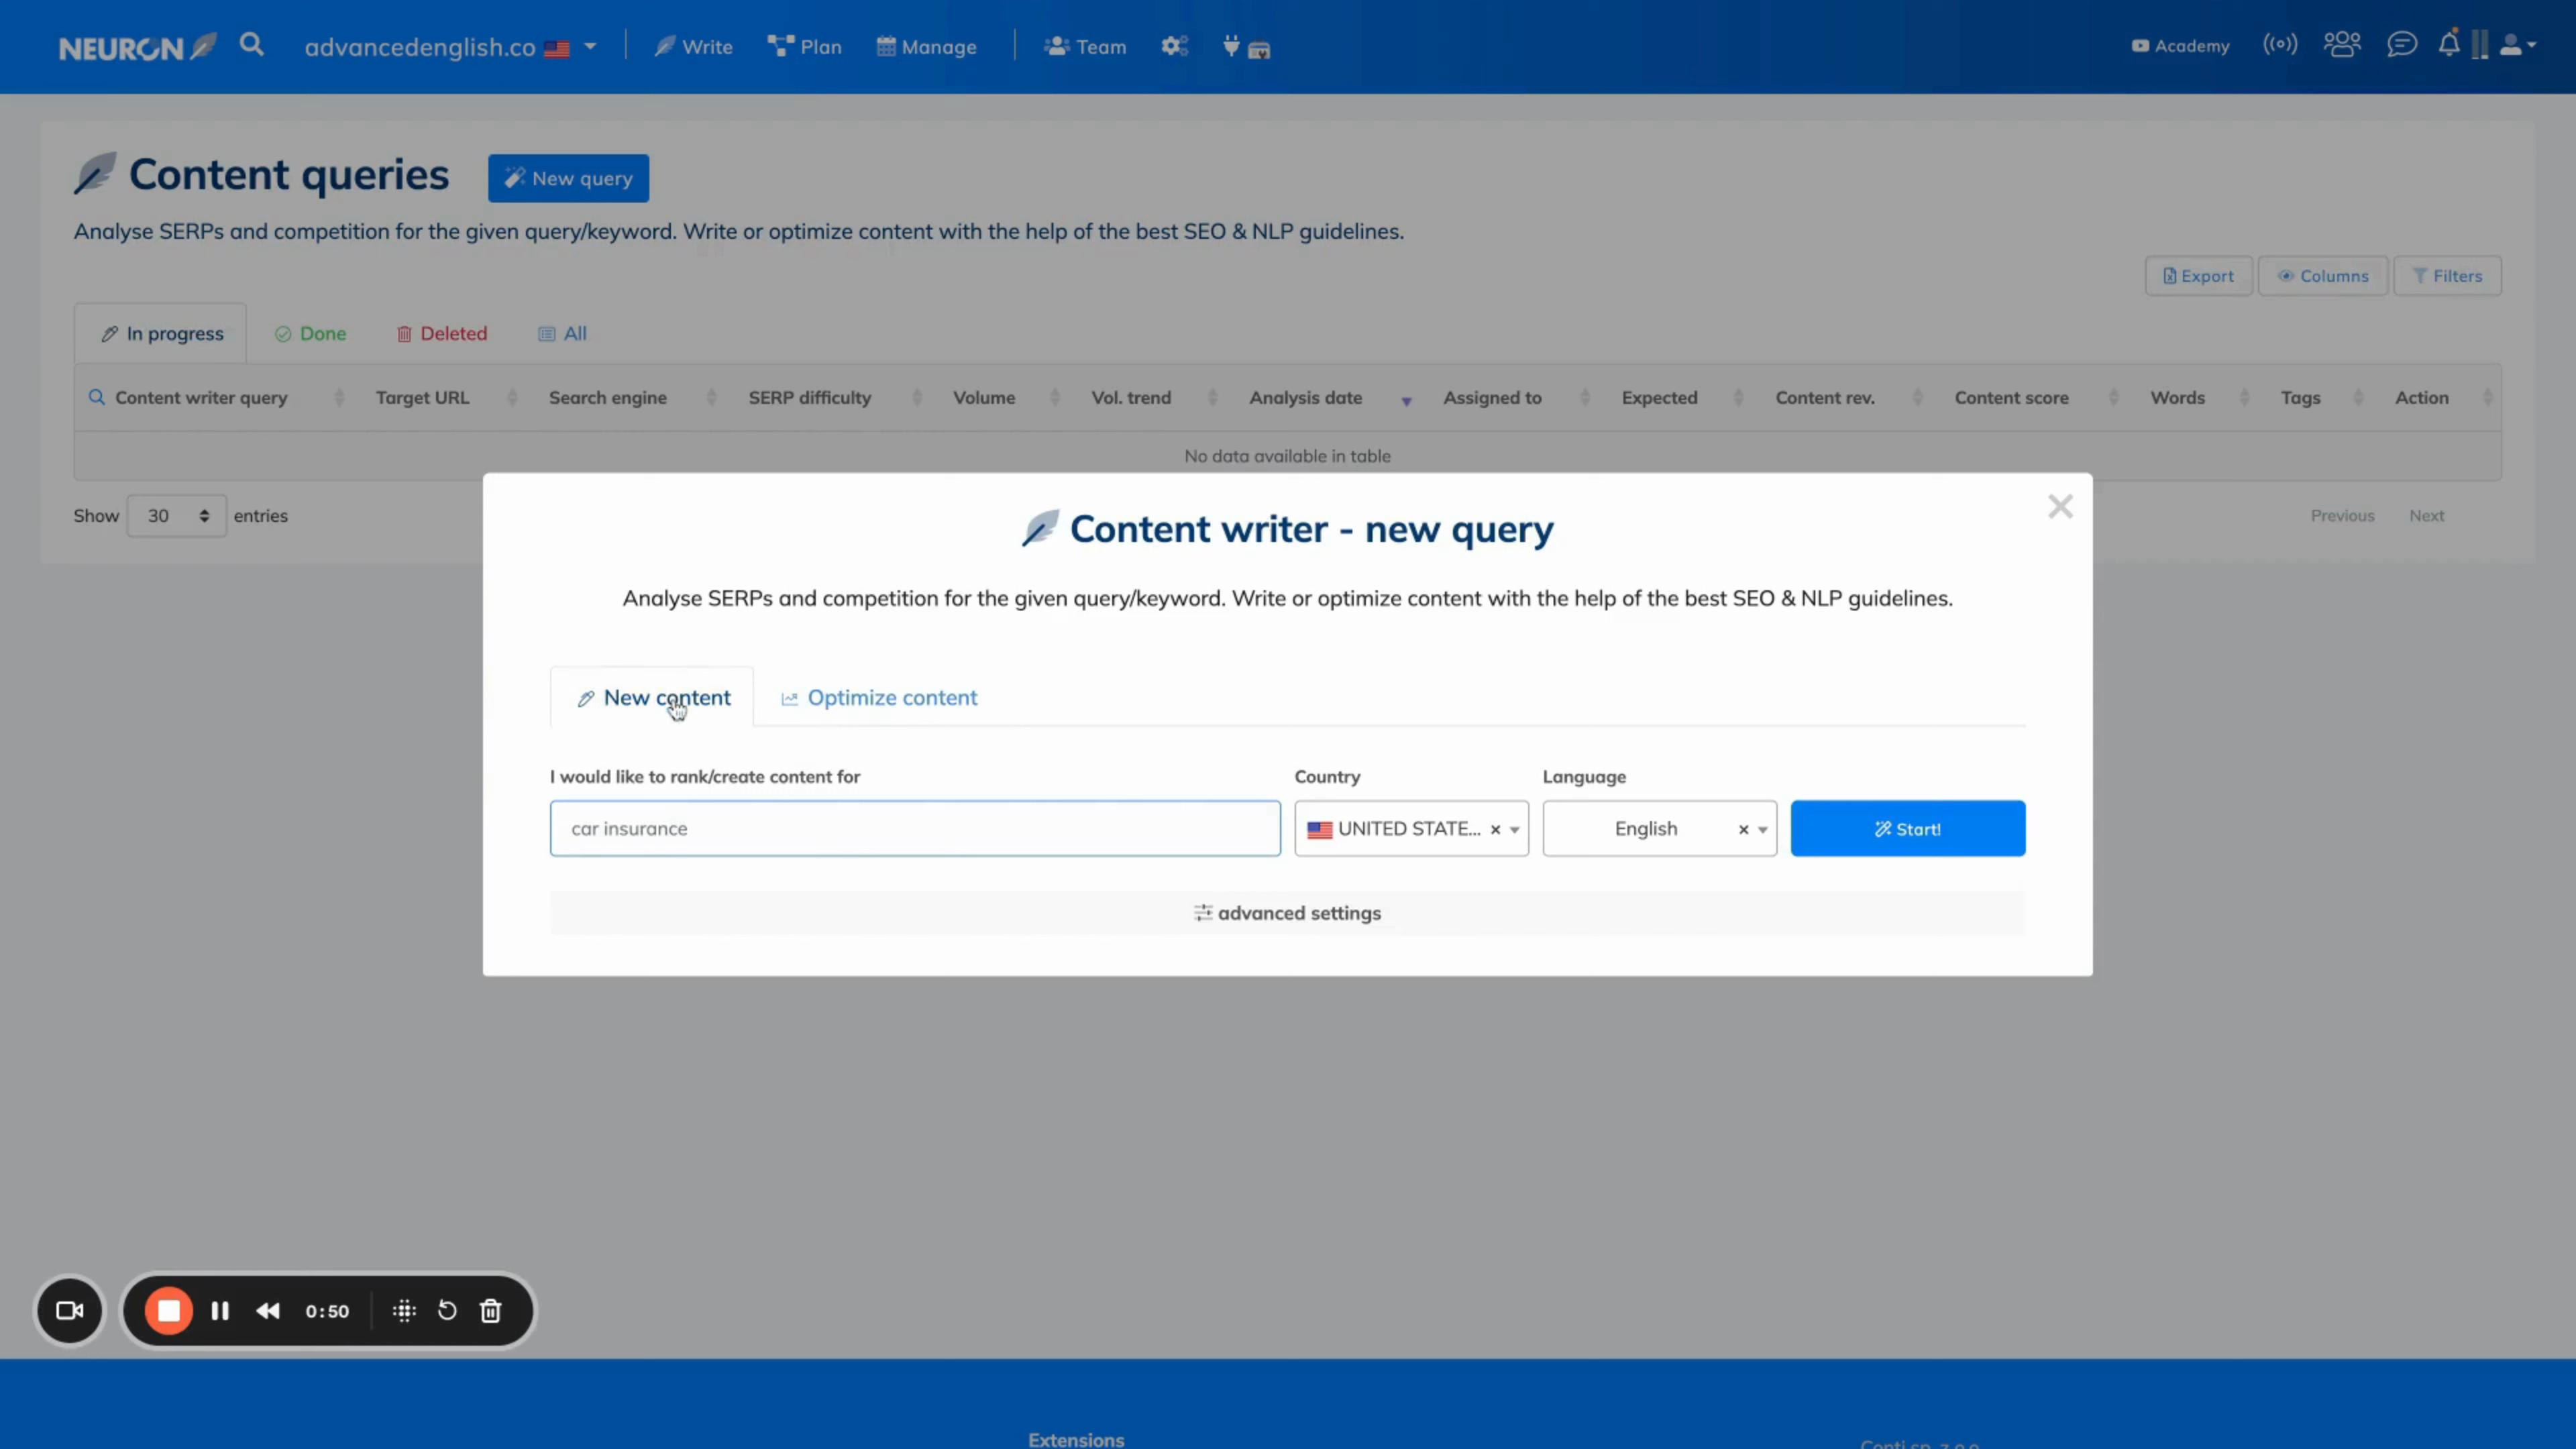 NEURON advancedenglish.co Write Plan Manage Team Academy
Content queries New query
Analyse SERPs and competition for the given query/keyword. Write or optimize content with the help of the best SEO & NLP guidelines.
Export Columns Filters
In progress Done Deleted All
Content writer query Target URL Search engine SERP difficulty Volume Vol. trend Analysis date Assigned to Expected Content rev. Content score Words Tags Action
No data available in table
Show 30 entries Previous Next
Content writer - new query
Analyse SERPs and competition for the given query/keyword. Write or optimize content with the help of the best SEO & NLP guidelines.
New content Optimize content
I would like to rank/create content for Country Language
car insurance UNITED STATE... × English × Start!
advanced settings
0:50
Extensions